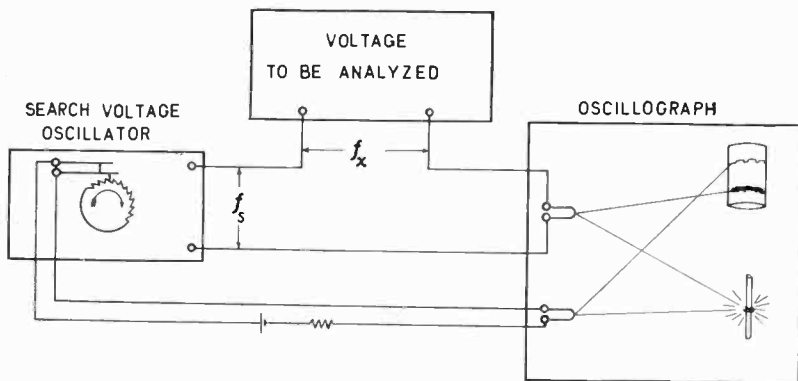 VOLTAGE
TO BE ANALYZED
SEARCH VOLTAGE
OSCILLATOR
OSCILLOGRAPH
fx
fs